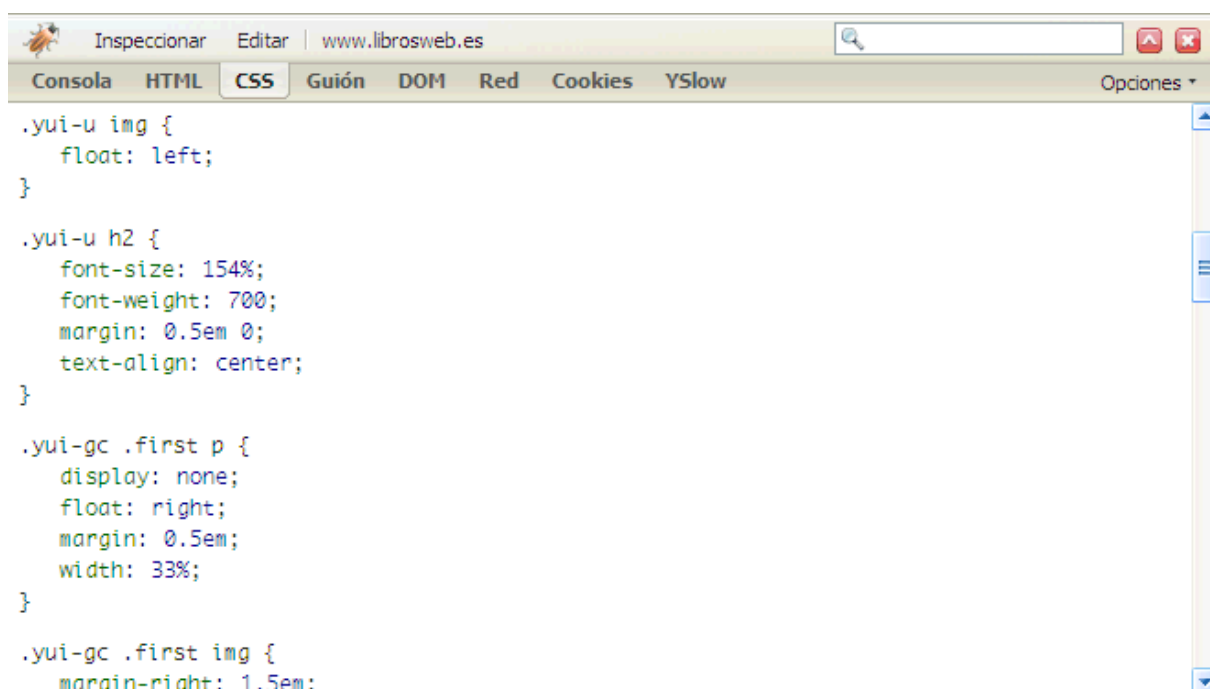 Inspeccionar Editar www.librosweb.es
Consola HTML CSS Guión DOM Red Cookies YSlow Opciones
.yui-u img {
float: left;
}
.yui-u h2 {
font-size: 154%;
font-weight: 700;
margin: 0.5em 0;
text-align: center;
}
.yui-gc .first p {
display: none;
float: right;
margin: 0.5em;
width: 33%;
}
.yui-gc .first img {
margin-right: 1.5em;